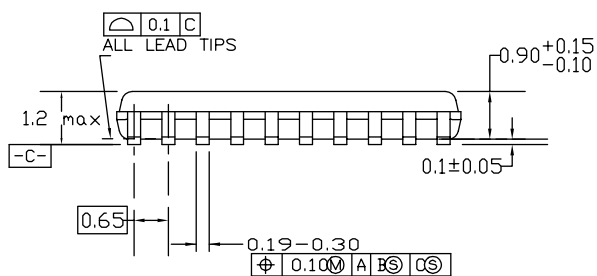 ⌓ 0.1 C
ALL LEAD TIPS
0.90 +0.15 -0.10
1.2 max
-C-
0.1±0.05
0.65
0.19-0.30
⌖ 0.10Ⓜ A BⓈ CⓈ